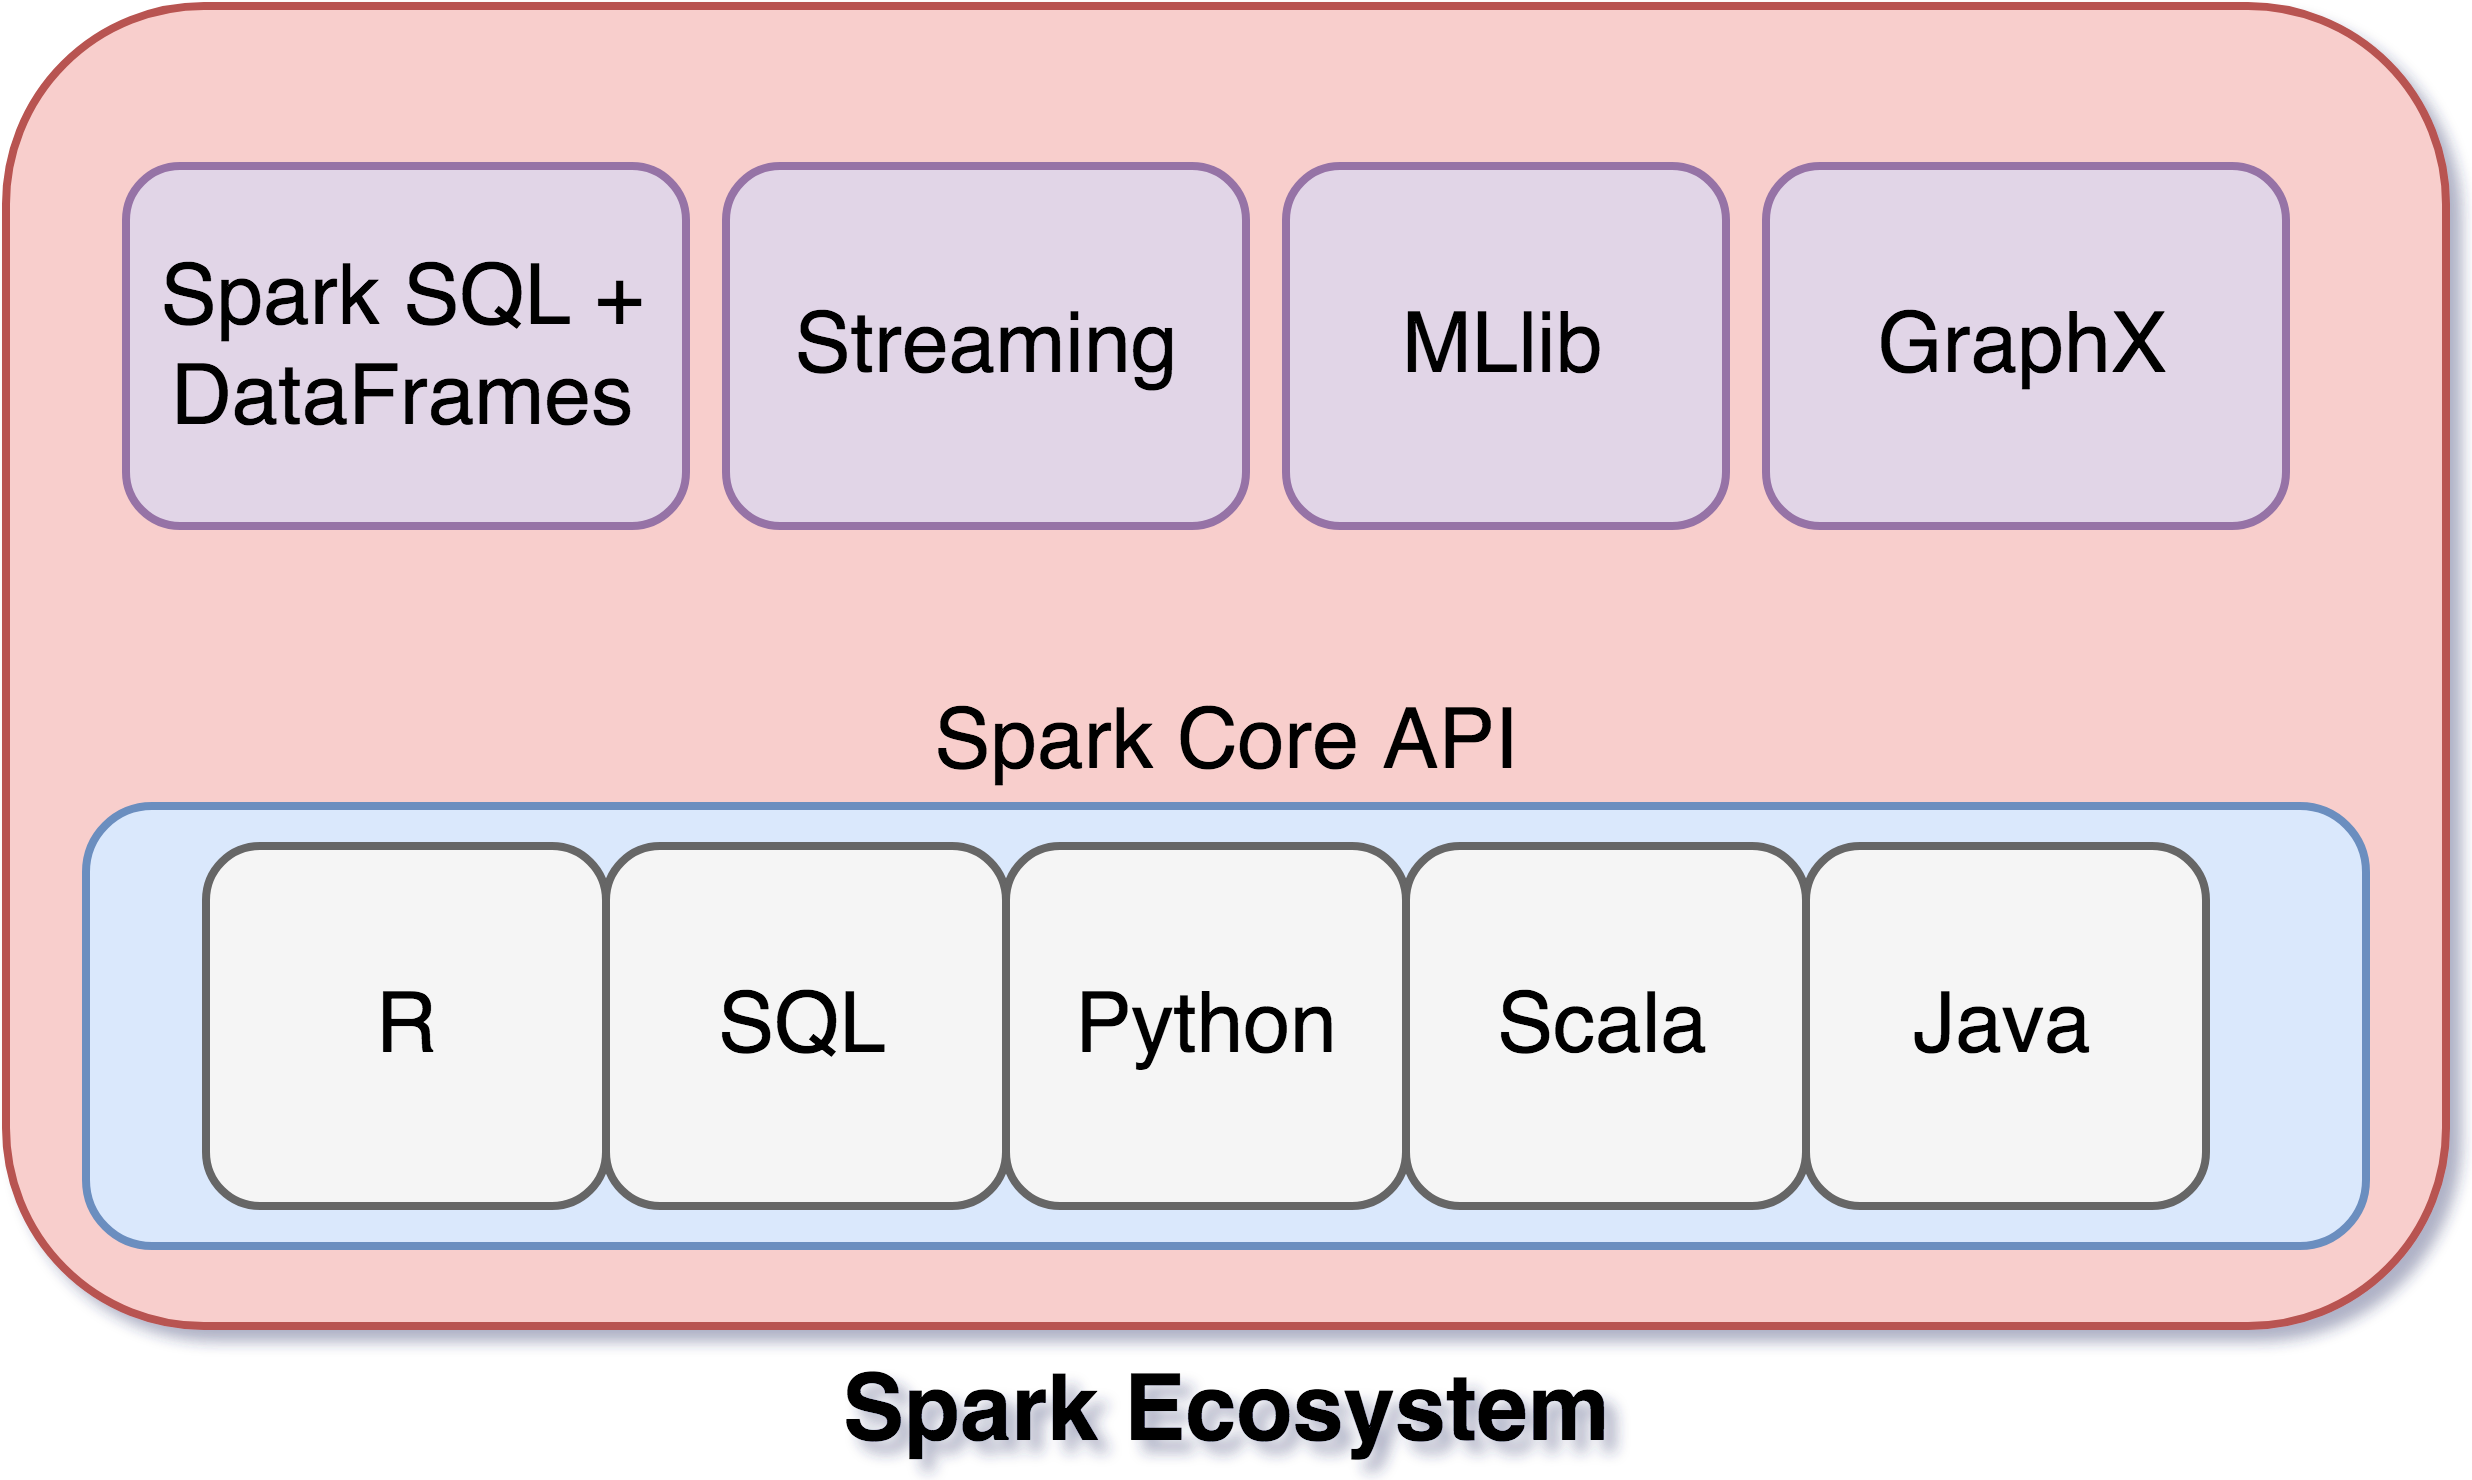 Spark SQL +
DataFrames
Streaming
MLlib
GraphX
Spark Core API
R
SQL
Python
Scala
Java
Spark Ecosystem